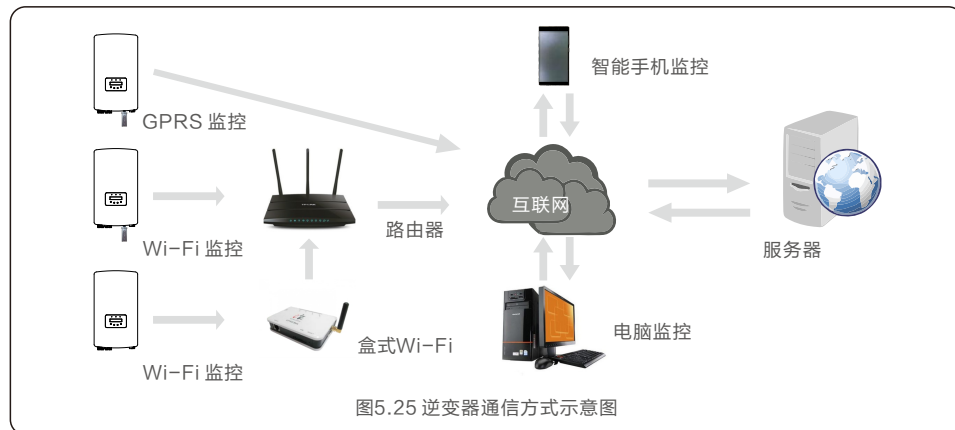 智能手机监控
GPRS 监控
互联网
Wi-Fi 监控
路由器
服务器
盒式Wi-Fi
电脑监控
Wi-Fi 监控
图5.25 逆变器通信方式示意图